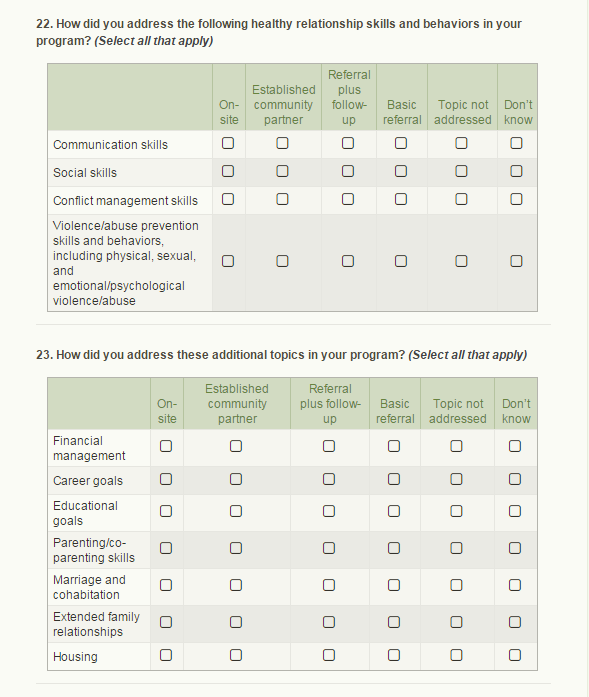 22. How did you address the following healthy relationship skills and behaviors in your
program? (Select all that apply)
On-
site
Established
community
partner
Referral
plus
follow-
up
Basic
referral
Topic not
addressed
Don't
know
Communication skills
Social skills
Conflict management skills
Violence/abuse prevention
skills and behaviors,
including physical, sexual,
and
emotional/psychological
violence/abuse
23. How did you address these additional topics in your program? (Select all that apply)
On-
site
Established
community
partner
Referral
plus follow-
up
Basic
referral
Topic not
addressed
Don't
know
Financial
management
Career goals
Educational
goals
Parenting/co-
parenting skills
Marriage and
cohabitation
Extended family
relationships
Housing